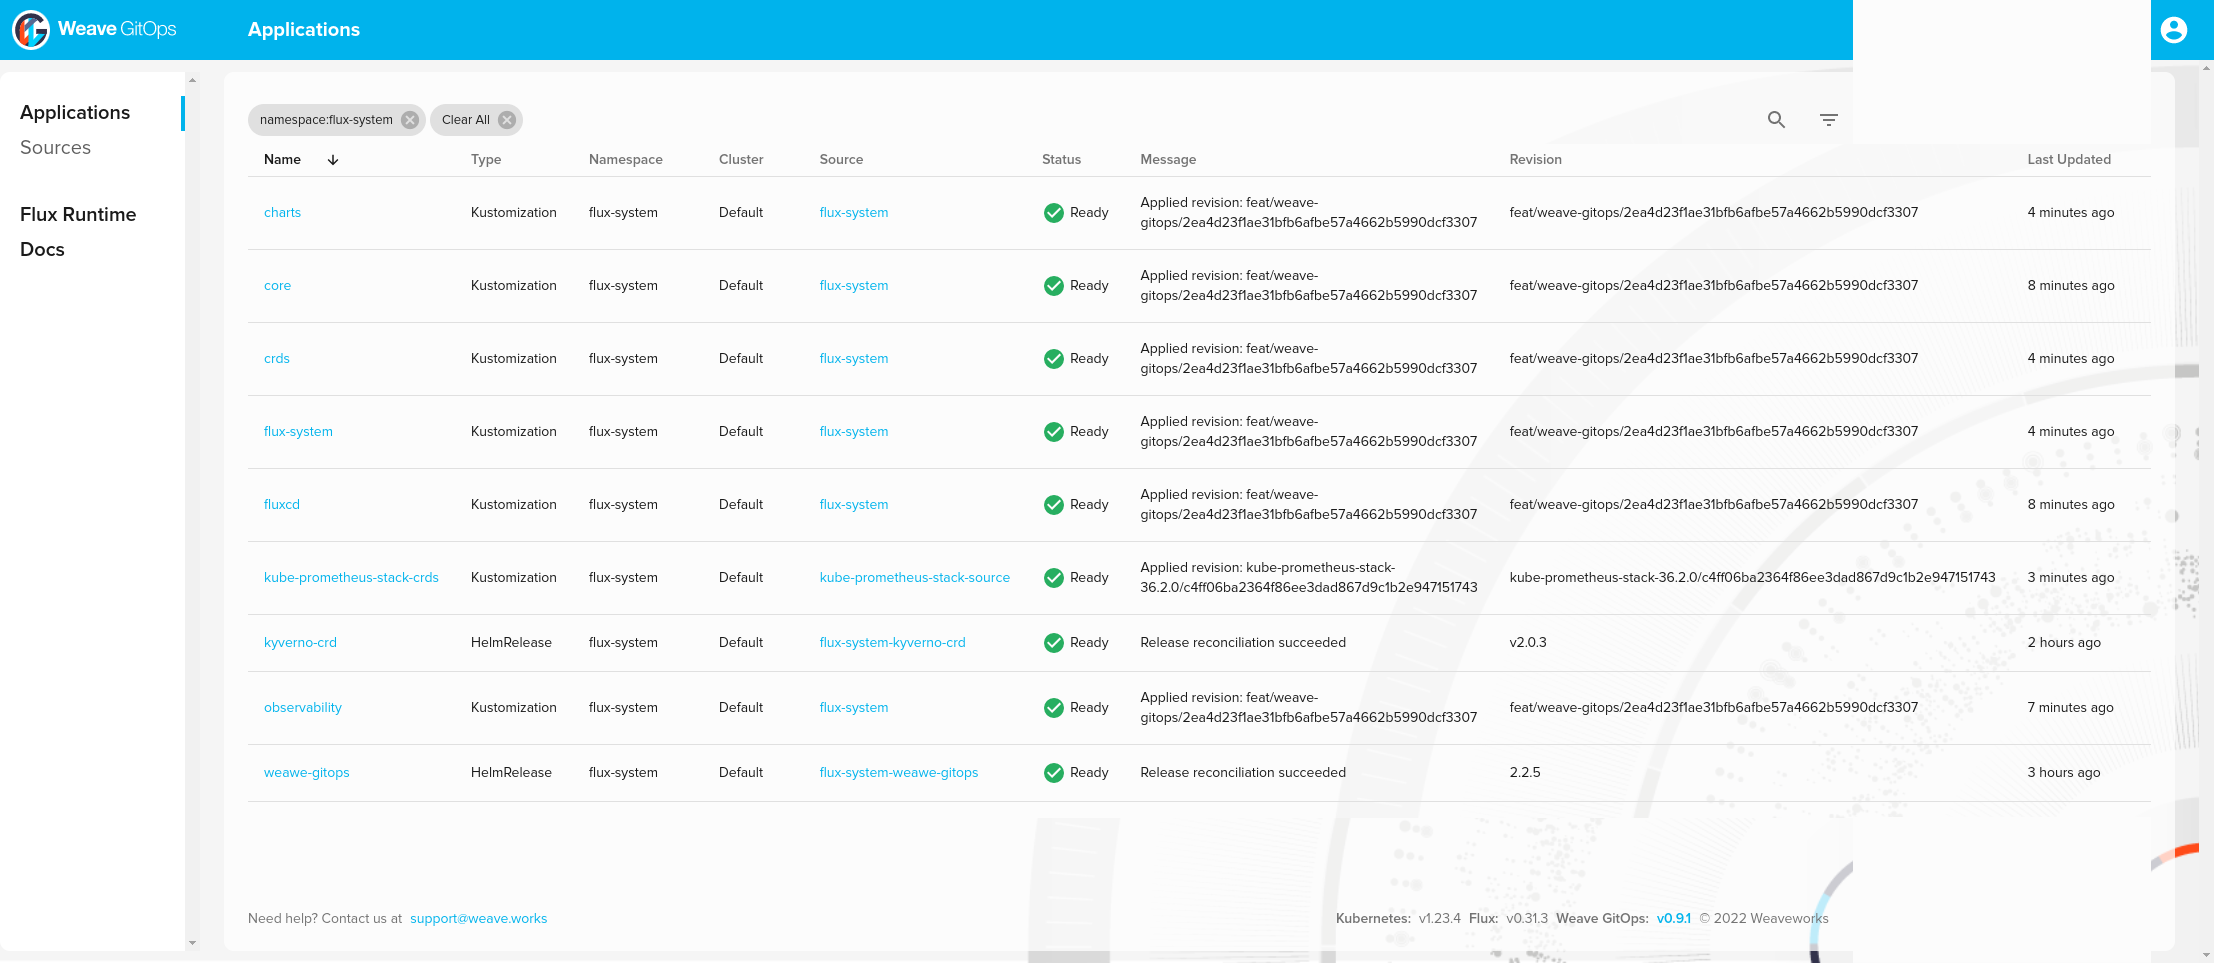 Weave GitOps
Applications
Applications
Sources
Flux Runtime
Docs
namespace:flux-system
Clear All
Name Type Namespace Cluster Source Status Message Revision Last Updated
charts Kustomization flux-system Default flux-system Ready Applied revision: feat/weave-
gitops/2ea4d23f1ae31bfb6afbe57a4662b5990dcf3307 feat/weave-gitops/2ea4d23f1ae31bfb6afbe57a4662b5990dcf3307 4 minutes ago
core Kustomization flux-system Default flux-system Ready Applied revision: feat/weave-
gitops/2ea4d23f1ae31bfb6afbe57a4662b5990dcf3307 feat/weave-gitops/2ea4d23f1ae31bfb6afbe57a4662b5990dcf3307 8 minutes ago
crds Kustomization flux-system Default flux-system Ready Applied revision: feat/weave-
gitops/2ea4d23f1ae31bfb6afbe57a4662b5990dcf3307 feat/weave-gitops/2ea4d23f1ae31bfb6afbe57a4662b5990dcf3307 4 minutes ago
flux-system Kustomization flux-system Default flux-system Ready Applied revision: feat/weave-
gitops/2ea4d23f1ae31bfb6afbe57a4662b5990dcf3307 feat/weave-gitops/2ea4d23f1ae31bfb6afbe57a4662b5990dcf3307 4 minutes ago
fluxcd Kustomization flux-system Default flux-system Ready Applied revision: feat/weave-
gitops/2ea4d23f1ae31bfb6afbe57a4662b5990dcf3307 feat/weave-gitops/2ea4d23f1ae31bfb6afbe57a4662b5990dcf3307 8 minutes ago
kube-prometheus-stack-crds Kustomization flux-system Default kube-prometheus-stack-source Ready Applied revision: kube-prometheus-stack-
36.2.0/c4ff06ba2364f86ee3dad867d9c1b2e947151743 kube-prometheus-stack-36.2.0/c4ff06ba2364f86ee3dad867d9c1b2e947151743 3 minutes ago
kyverno-crd HelmRelease flux-system Default flux-system-kyverno-crd Ready Release reconciliation succeeded v2.0.3 2 hours ago
observability Kustomization flux-system Default flux-system Ready Applied revision: feat/weave-
gitops/2ea4d23f1ae31bfb6afbe57a4662b5990dcf3307 feat/weave-gitops/2ea4d23f1ae31bfb6afbe57a4662b5990dcf3307 7 minutes ago
weawe-gitops HelmRelease flux-system Default flux-system-weawe-gitops Ready Release reconciliation succeeded 2.2.5 3 hours ago
Need help? Contact us at support@weave.works
Kubernetes: v1.23.4 Flux: v0.31.3 Weave GitOps: v0.9.1 © 2022 Weaveworks